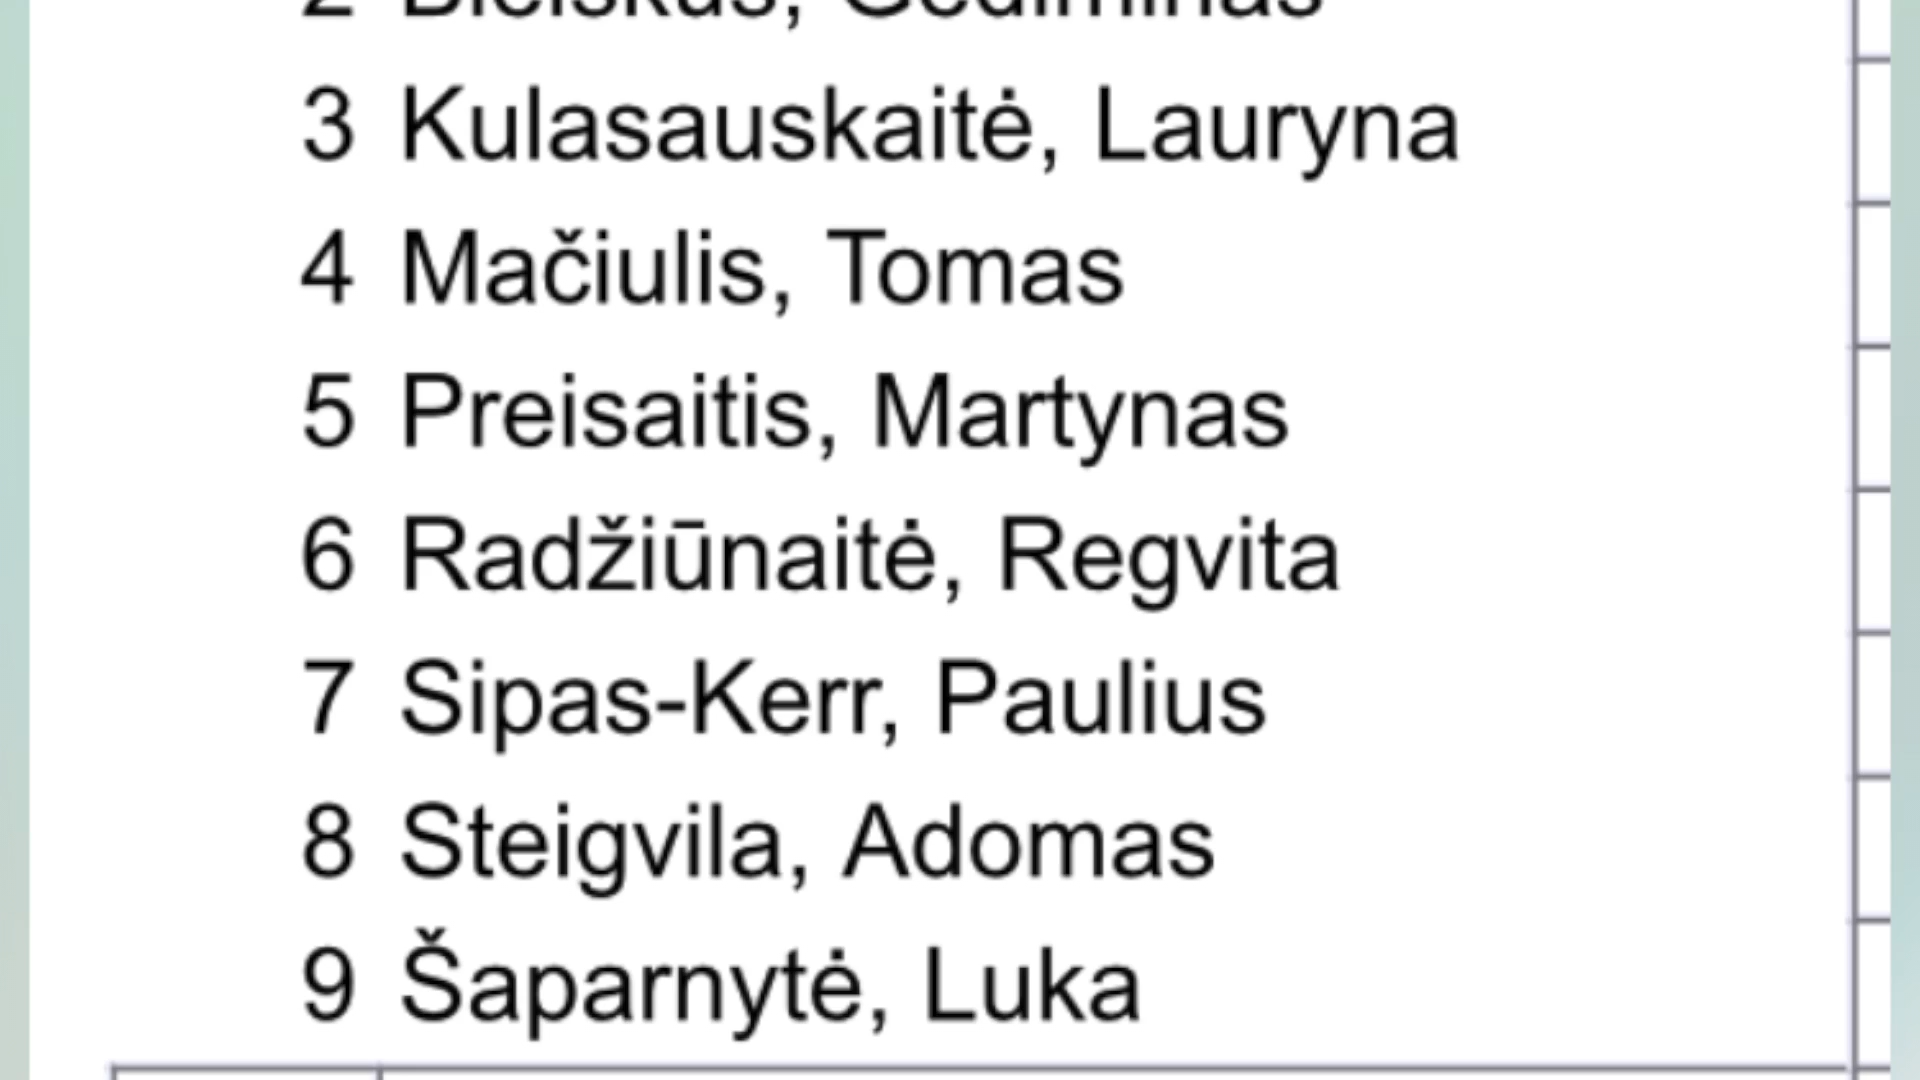 3 Kulasauskaitė, Lauryna
4 Mačiulis, Tomas
5 Preisaitis, Martynas
6 Radžiūnaitė, Regvita
7 Sipas-Kerr, Paulius
8 Steigvila, Adomas
9 Šaparnytė, Luka